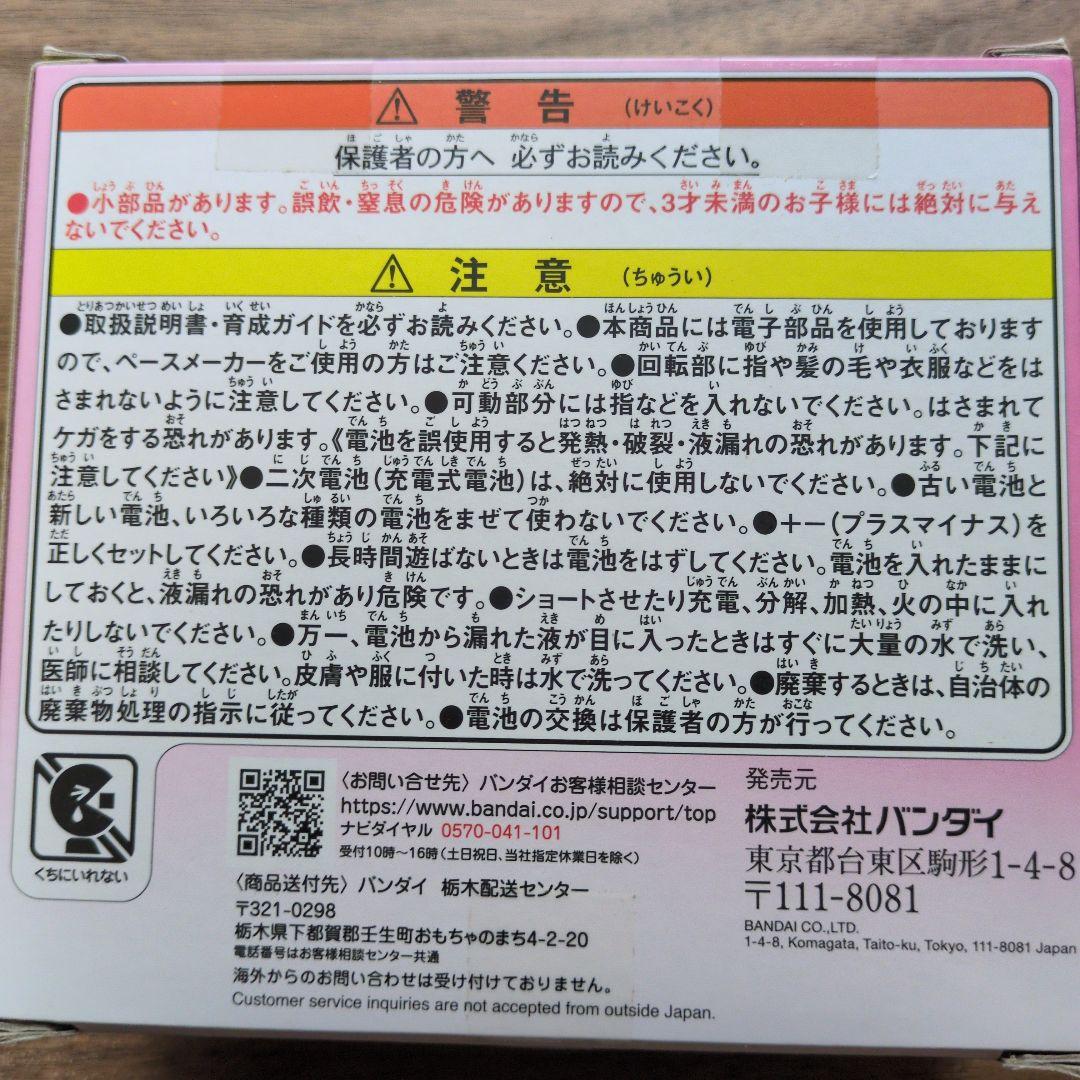 ⚠ 警告 (けいこく)
保護者の方へ 必ずお読みください。
●小部品があります。誤飲・窒息の危険がありますので、3才未満のお子様には絶対に与え
ないでください。
⚠ 注意 (ちゅうい)
●取扱説明書・育成ガイドを必ずお読みください。●本商品には電子部品を使用しております
ので、ペースメーカーをご使用の方はご注意ください。●回転部に指や髪の毛や衣服などをは
さまれないように注意してください。●可動部分には指などを入れないでください。はさまれて
ケガをする恐れがあります。《電池を誤使用すると発熱・破裂・液漏れの恐れがあります。下記に
注意してください》●二次電池(充電式電池)は、絶対に使用しないでください。●古い電池と
新しい電池、いろいろな種類の電池をまぜて使わないでください。●+−(プラスマイナス)を
正しくセットしてください。●長時間遊ばないときは電池をはずしてください。電池を入れたままに
しておくと、液漏れの恐れがあり危険です。●ショートさせたり充電、分解、加熱、火の中に入れ
たりしないでください。●万一、電池から漏れた液が目に入ったときはすぐに大量の水で洗い、
医師に相談してください。皮膚や服に付いた時は水で洗ってください。●廃棄するときは、自治体の
廃棄物処理の指示に従ってください。●電池の交換は保護者の方が行ってください。
くちにいれない
〈お問い合せ先〉バンダイお客様相談センター
https://www.bandai.co.jp/support/top
ナビダイヤル 0570-041-101
受付10時〜16時(土日祝日、当社指定休業日を除く)
〈商品送付先〉バンダイ 栃木配送センター
〒321-0298
栃木県下都賀郡壬生町おもちゃのまち4-2-20
電話番号はお客様相談センター共通
海外からのお問い合わせは受け付けておりません。
Customer service inquiries are not accepted from outside Japan.
発売元
株式会社バンダイ
東京都台東区駒形1-4-8
〒111-8081
BANDAI CO.,LTD.
1-4-8, Komagata, Taito-ku, Tokyo, 111-8081 Japan